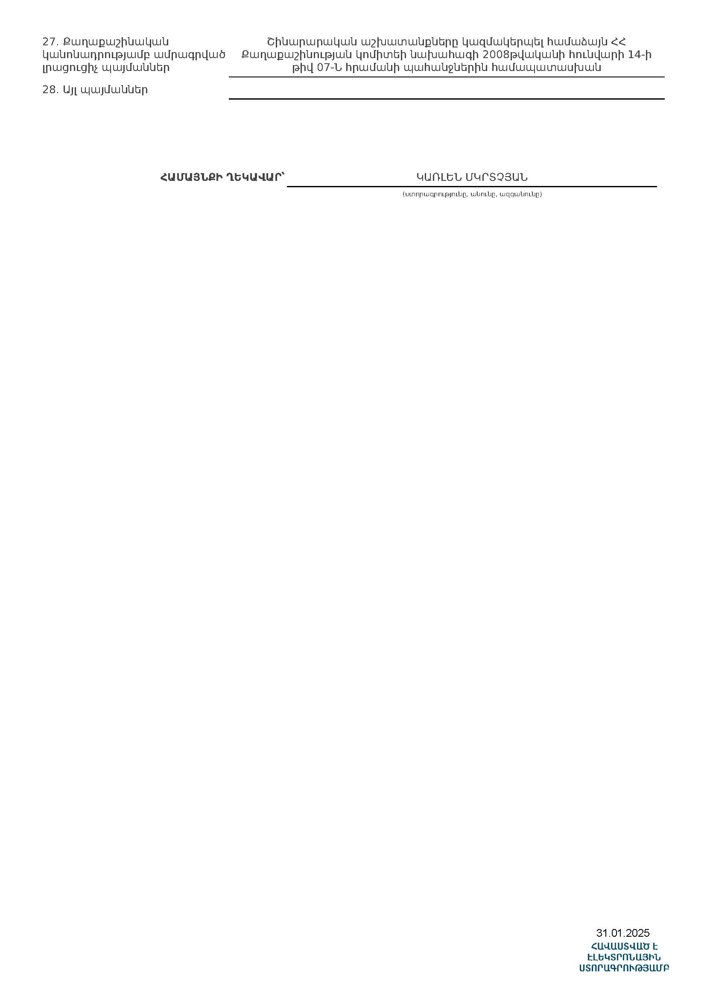 27. Քաղաքաշինական
կանոնադրությամբ ամրագրված
լրացուցիչ պայմաններ
Շինարարական աշխատանքները կազմակերպել համաձայն ՀՀ
Քաղաքաշինության կոմիտեի նախահագի 2008թվականի հունվարի 14-ի
թիվ 07-Ն հրամանի պահանջներին համապատասխան
28. Այլ պայմաններ
ՀԱՄԱՅՆՔԻ ՂԵԿԱՎԱՐ՝
ԿԱՌԼԵՆ ՄԿՐՏՉՅԱՆ
(ստորագրությունը, անունը, ազգանունը)
31.01.2025
ՀԱՎԱՍՏՎԱԾ Է
ԷԼԵԿՏՐՈՆԱՅԻՆ
ՍՏՈՐԱԳՐՈՒԹՅԱՄԲ